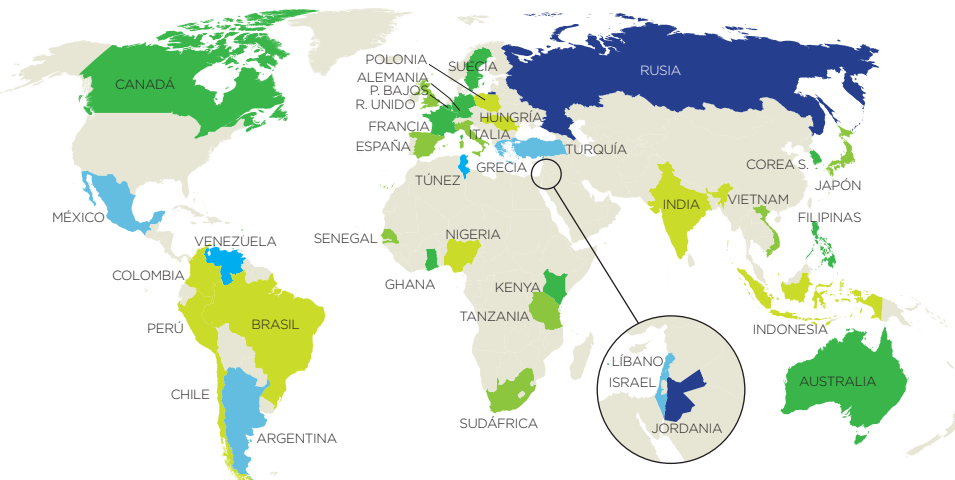 POLONIA
SUECIA
RUSIA
CANADÁ
ALEMANIA
P. BAJOS
R. UNIDO
HUNGRÍA
FRANCIA
ITALIA
ESPAÑA
TURQUÍA
GRECIA
COREA S.
TÚNEZ
JAPÓN
MÉXICO
INDIA
VIETNAM
FILIPINAS
SENEGAL
NIGERIA
VENEZUELA
COLOMBIA
GHANA
KENYA
TANZANIA
PERÚ
BRASIL
INDONESIA
LÍBANO
ISRAEL
AUSTRALIA
CHILE
SUDÁFRICA
JORDANIA
ARGENTINA